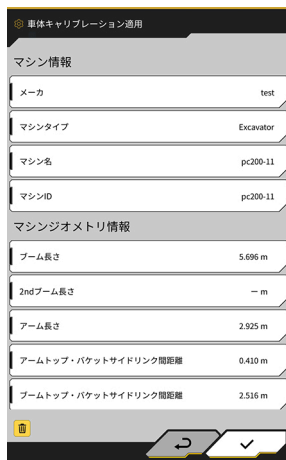 車体キャリブレーション適用
マシン情報
メーカ test
マシンタイプ Excavator
マシン名 pc200-11
マシンID pc200-11
マシンジオメトリ情報
ブーム長さ 5.696 m
2ndブーム長さ ー m
アーム長さ 2.925 m
アームトップ・バケットサイドリンク間距離 0.410 m
ブームトップ・バケットサイドリンク間距離 2.516 m